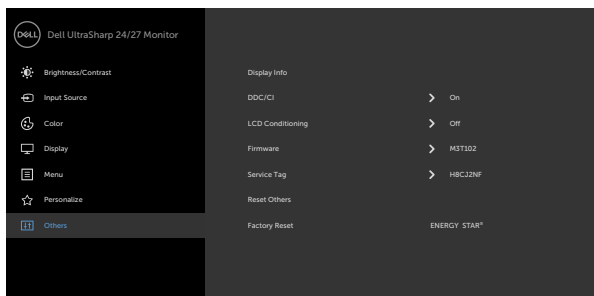 DELL Dell UltraSharp 24/27 Monitor
Brightness/Contrast Display Info
Input Source DDC/CI On
Color LCD Conditioning Off
Display Firmware M3T102
Menu Service Tag H8CJ2NF
Personalize Reset Others
Others Factory Reset ENERGY STAR®